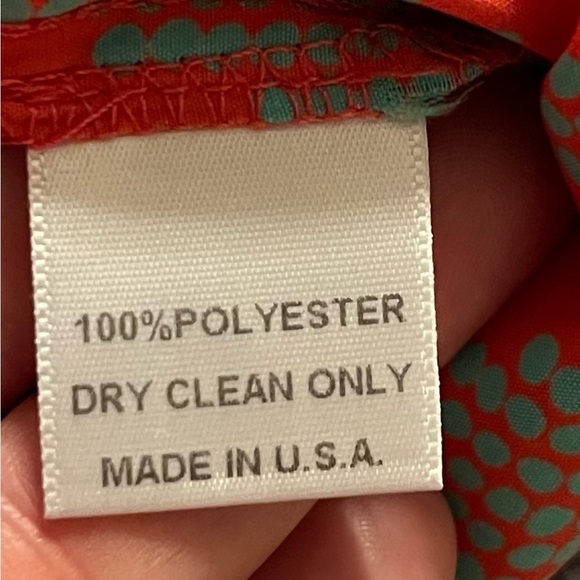 100%POLYESTER
DRY CLEAN ONLY
MADE IN U.S.A.